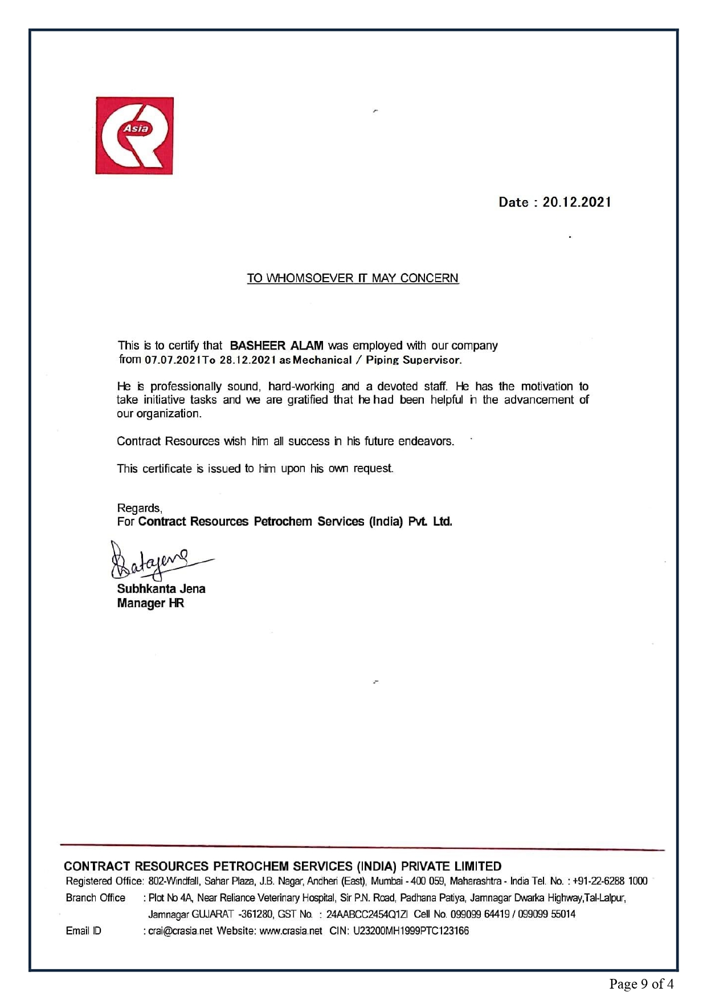 Asia
CR
Date : 20.12.2021
TO WHOMSOEVER IT MAY CONCERN
This is to certify that BASHEER ALAM was employed with our company
from 07.07.2021To 28.12.2021 as Mechanical / Piping Supervisor.
He is professionally sound, hard-working and a devoted staff. He has the motivation to
take initiative tasks and we are gratified that he had been helpful in the advancement of
our organization.
Contract Resources wish him all success in his future endeavors.
This certificate is issued to him upon his own request.
Regards,
For Contract Resources Petrochem Services (India) Pvt. Ltd.
Subhkanta Jena
Manager HR
CONTRACT RESOURCES PETROCHEM SERVICES (INDIA) PRIVATE LIMITED
Registered Office: 802-Windfall, Sahar Plaza, J.B. Nagar, Andheri (East), Mumbai - 400 059, Maharashtra - India Tel. No. : +91-22-6288 1000
Branch Office : Plot No 4A, Near Reliance Veterinary Hospital, Sir P.N. Road, Padhana Patiya, Jamnagar Dwarka Highway,Tal-Lalpur,
Jamnagar GUJARAT -361280, GST No. : 24AABCC2454Q1ZI Cell No. 099099 64419 / 099099 55014
Email ID : crai@crasia.net Website: www.crasia.net CIN: U23200MH1999PTC123166
Page 9 of 4